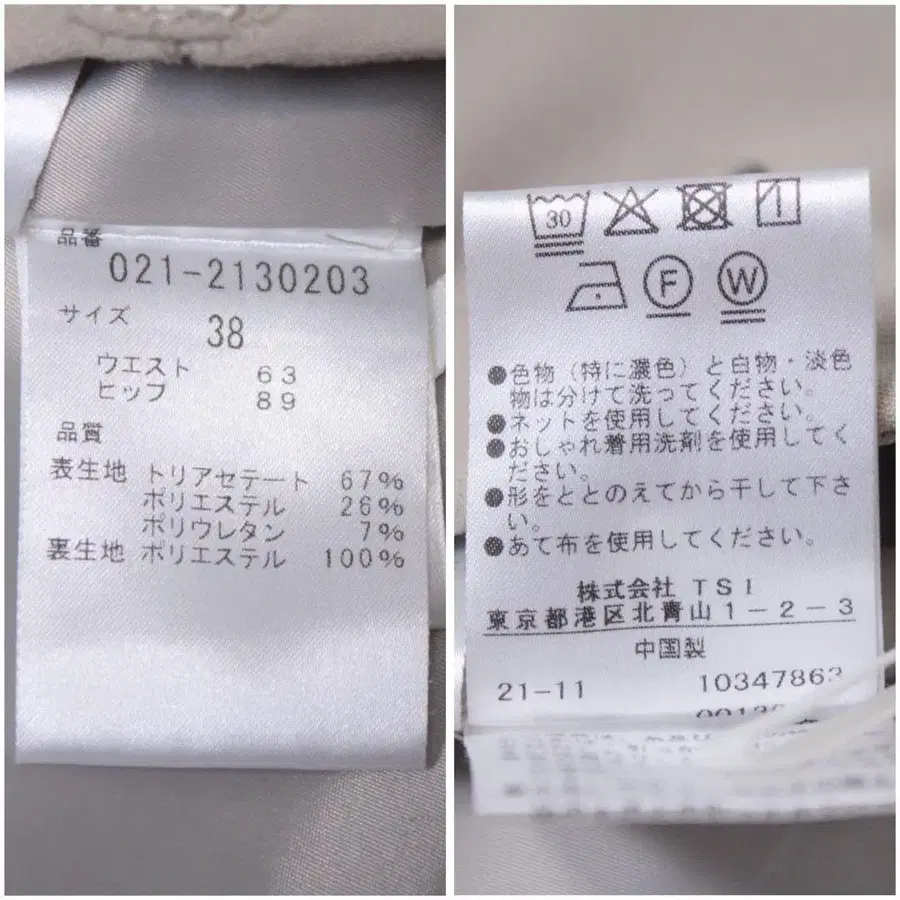 品番
021-2130203
サイズ 38
ウエスト 63
ヒップ 89
品質
表生地 トリアセテート 67%
ポリエステル 26%
ポリウレタン 7%
裏生地 ポリエステル 100%
30
F W
●色物(特に濃色)と白物・淡色
物は分けて洗ってください。
●ネットを使用してください。
●おしゃれ着用洗剤を使用してく
ださい。
●形をととのえてから干して下さ
い。
●あて布を使用してください。
株式会社 TSI
東京都港区北青山1-2-3
中国製
21-11 10347863